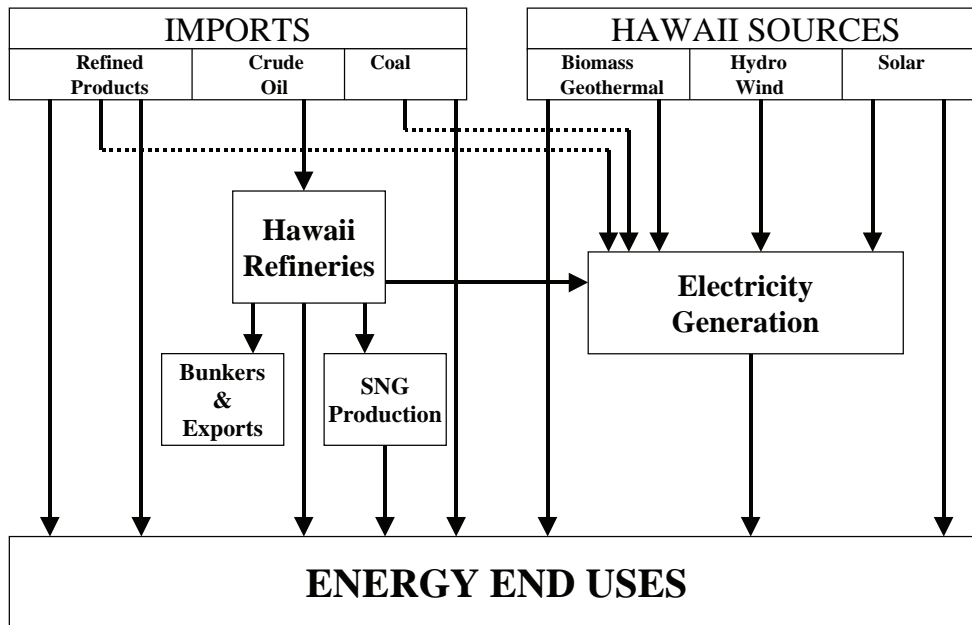 IMPORTS
Refined
Products
Crude
Oil
Coal
HAWAII SOURCES
Biomass
Geothermal
Hydro
Wind
Solar
Hawaii
Refineries
Electricity
Generation
Bunkers
&
Exports
SNG
Production
ENERGY END USES